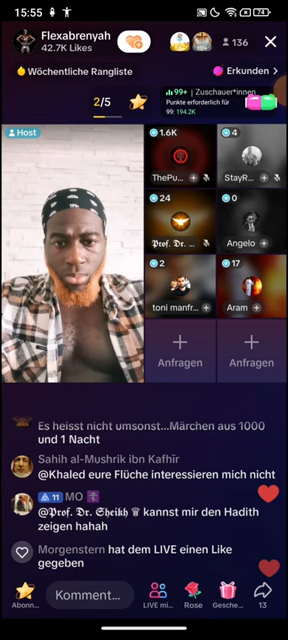 15:55
74
Flexabrenyah
42.7K Likes
136
Wöchentliche Rangliste
Erkunden >
2/5
99+ | Zuschauer*innen
Punkte erforderlich für
99: 194.2K
Host
1.6K
ThePu...
4
StayR...
24
𝕻𝖗𝖔𝖋. 𝕯𝖗. ...
0
Angelo
2
toni manfr...
17
Aram
Anfragen
Anfragen
Es heisst nicht umsonst...Märchen aus 1000
und 1 Nacht
Sahih al-Mushrik ibn Kafhir
@Khaled eure Flüche interessieren mich nicht
11 MO
@𝕻𝖗𝖔𝖋. 𝕯𝖗. 𝕾𝖍𝖊𝖎𝖐𝖍 ♕ kannst mir den Hadith
zeigen hahah
Morgenstern hat dem LIVE einen Like
gegeben
Abonn...
Komment...
LIVE mi...
Rose
Gesche...
13